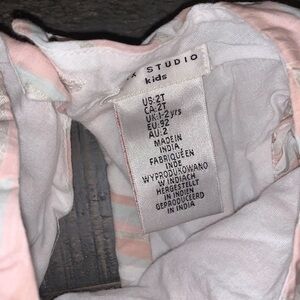 STUDIO
kids
US:2T
CA:2T
UK:1-2yrs
EU:92
AU:2
MADE IN
INDIA
FABRIQUÉ EN
INDE
WYPRODUKOWANO
W INDIACH
HERGESTELLT
IN INDIEN
GEPRODUCEERD
IN INDIA